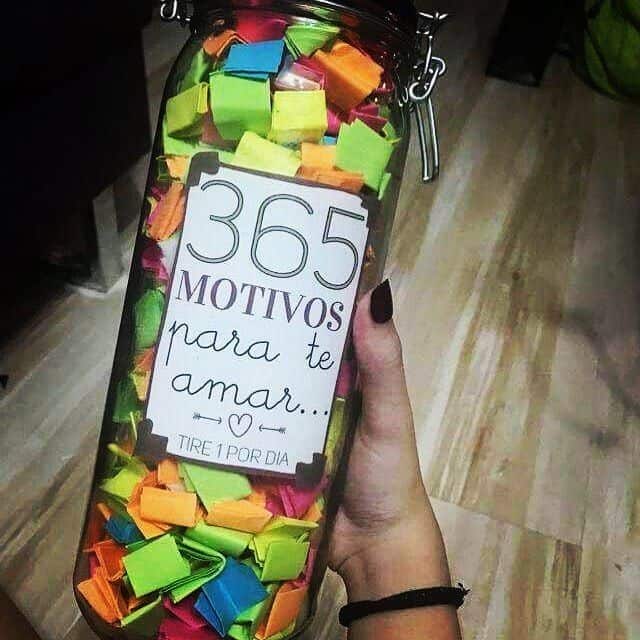 365
MOTIVOS
para te
amar...
TIRE 1 POR DIA